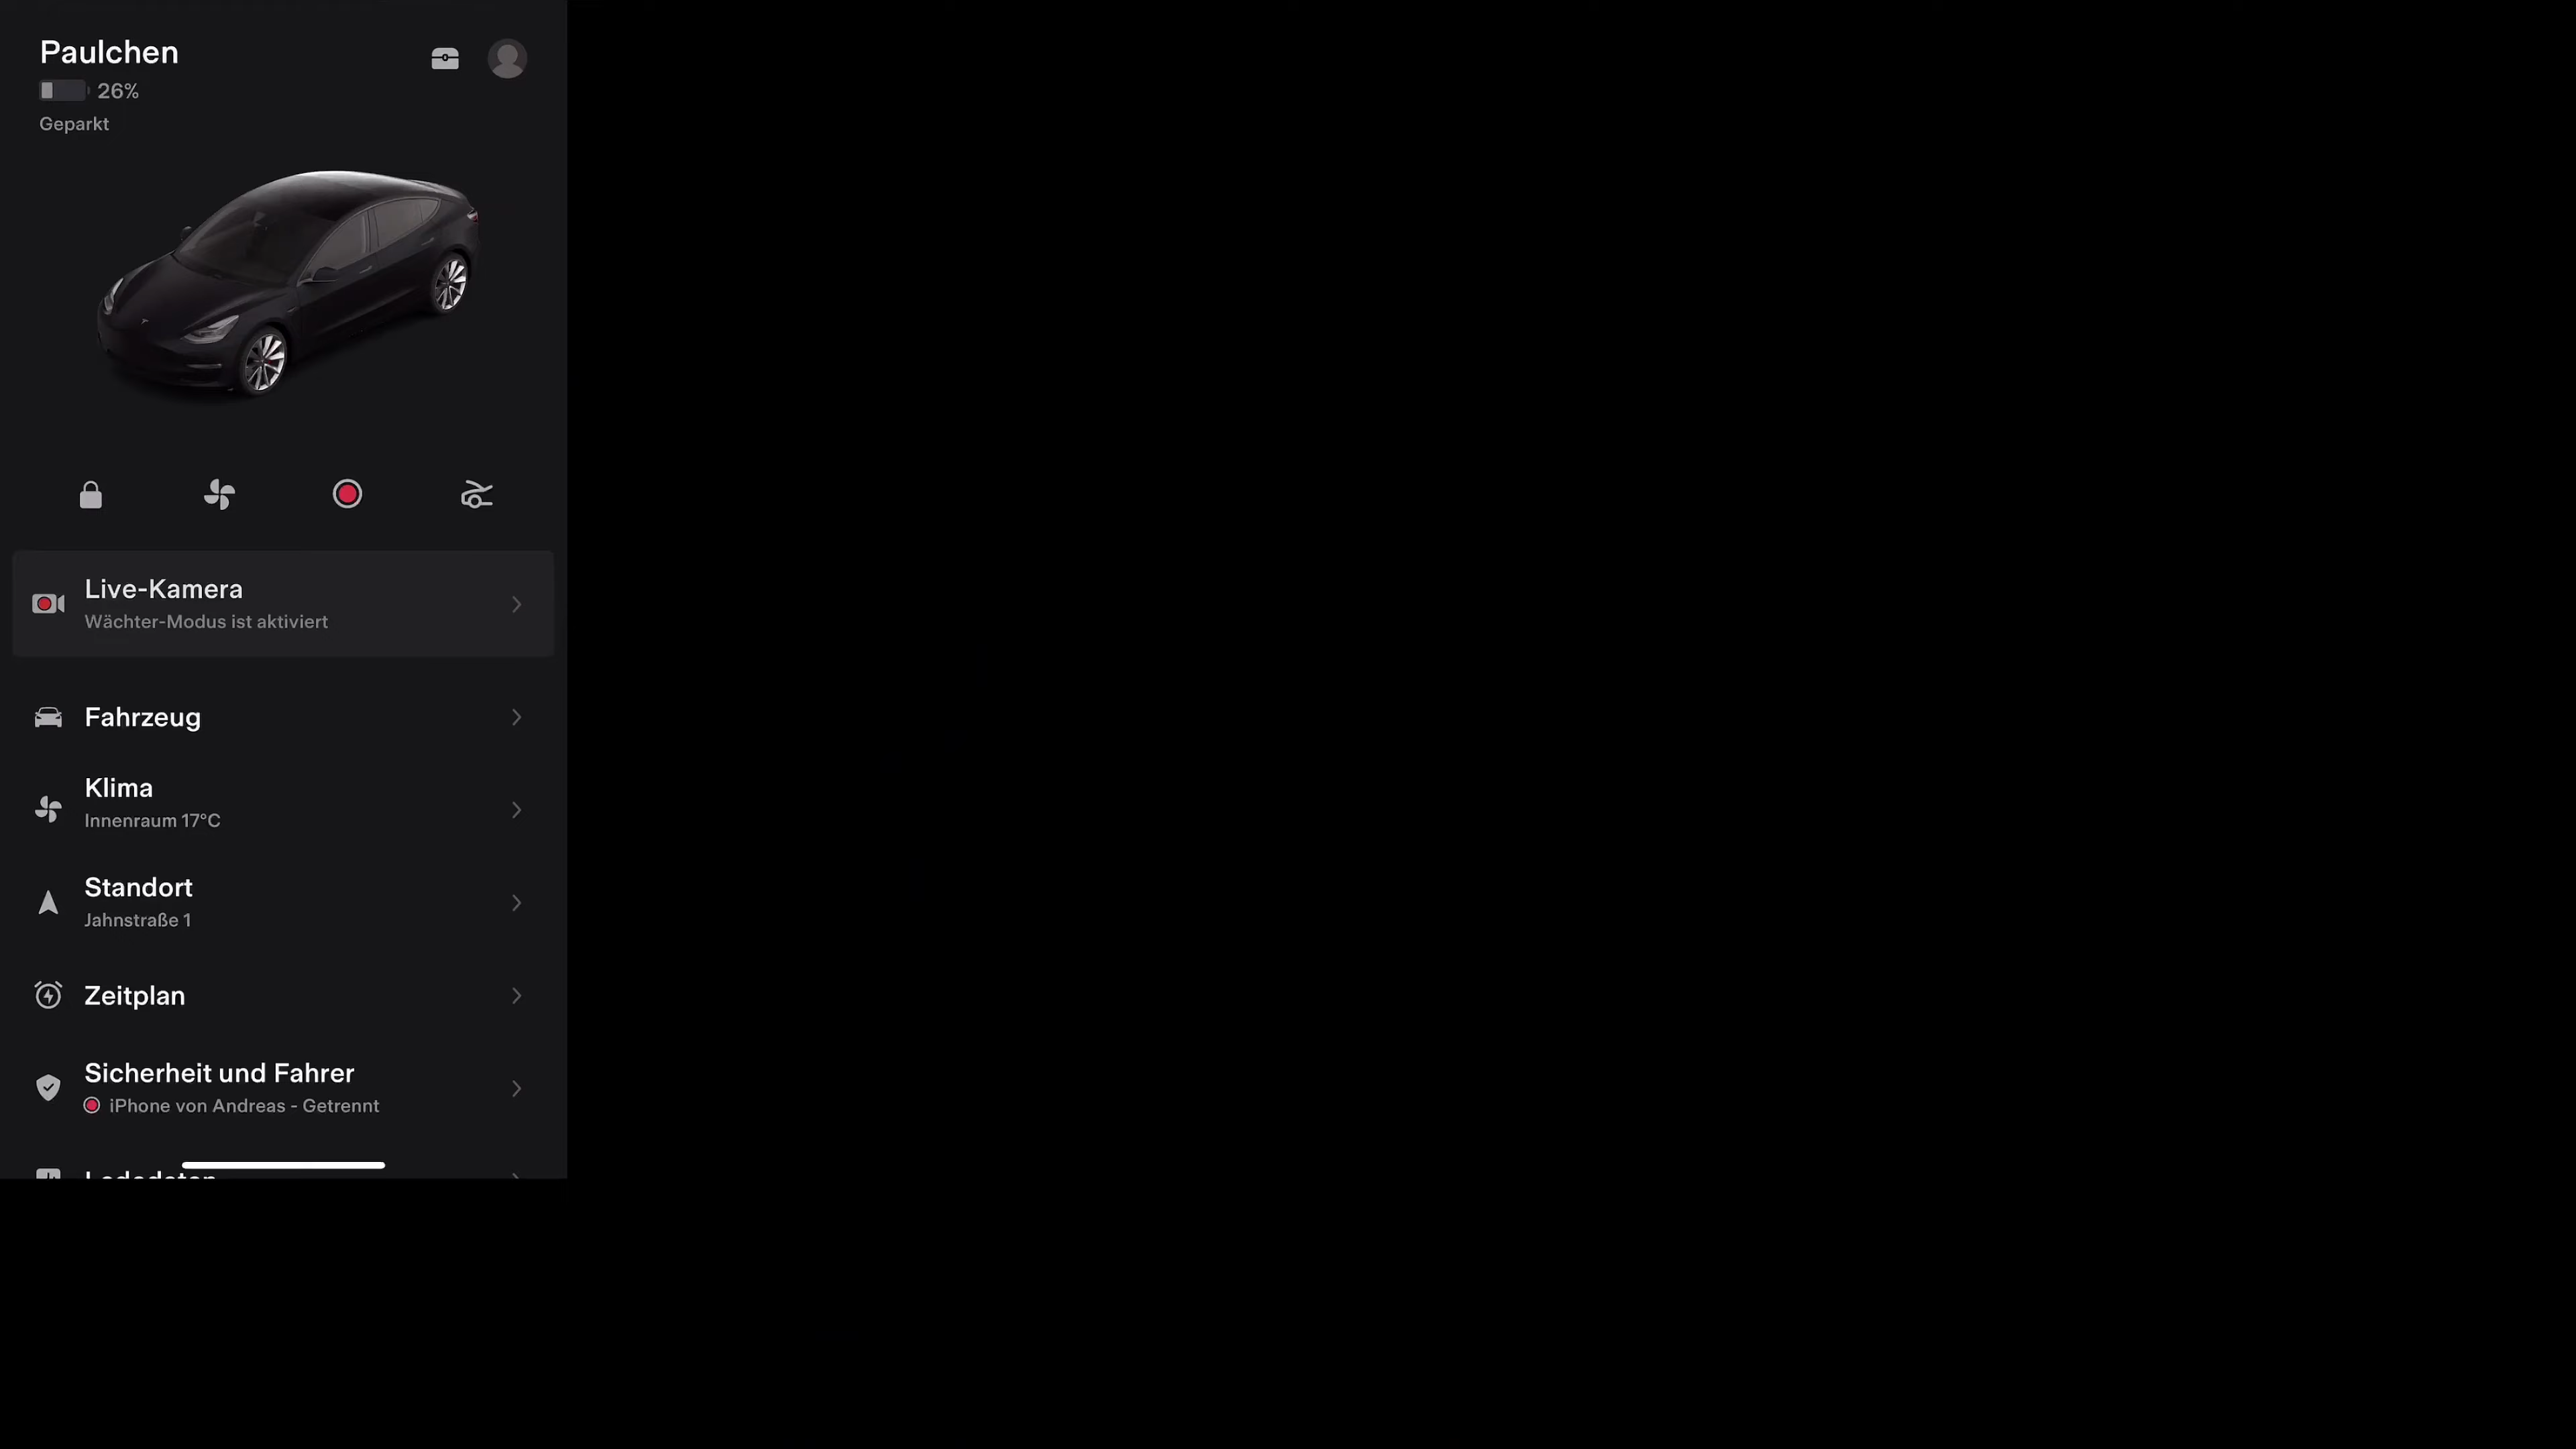 Paulchen
26%
Geparkt
Live-Kamera
Wächter-Modus ist aktiviert
Fahrzeug
Klima
Innenraum 17°C
Standort
Jahnstraße 1
Zeitplan
Sicherheit und Fahrer
iPhone von Andreas - Getrennt
Ladedaten